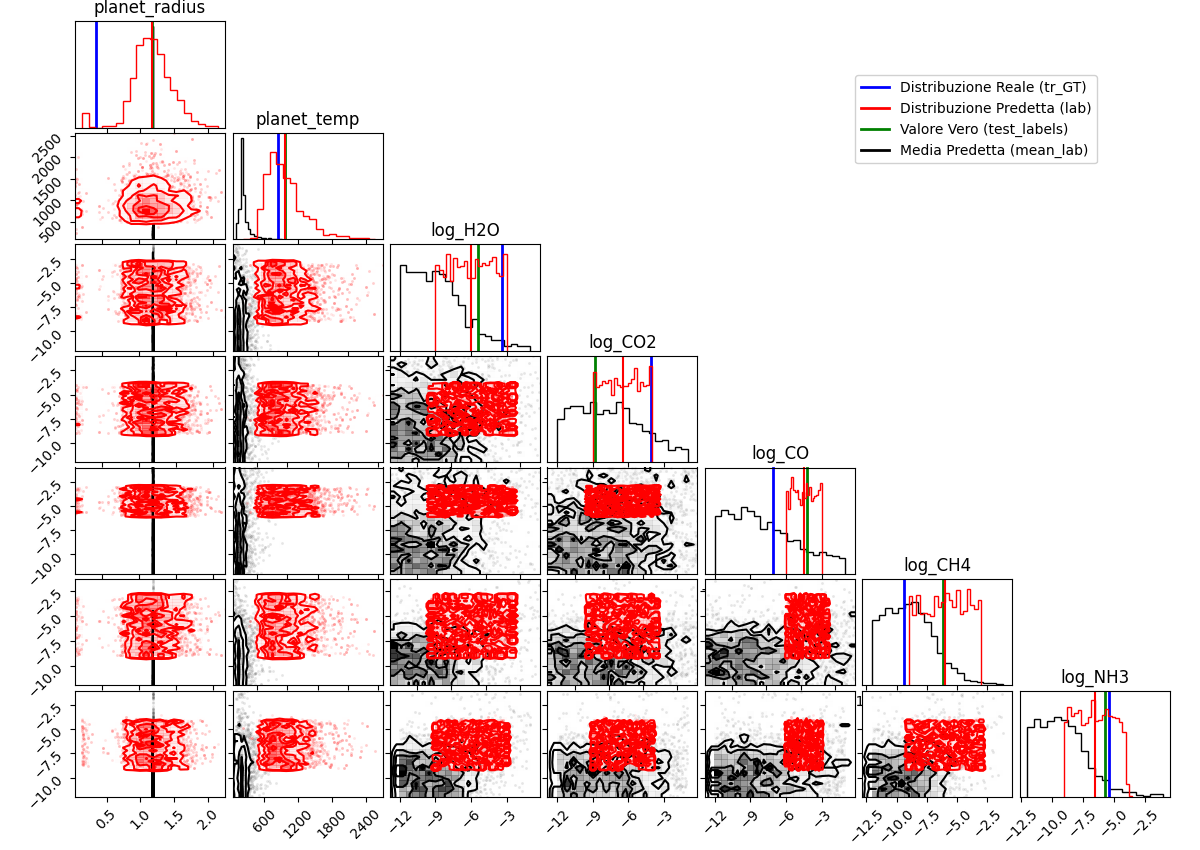 planet_radius
Distribuzione Reale (tr_GT)
Distribuzione Predetta (lab)
Valore Vero (test_labels)
Media Predetta (mean_lab)
planet_temp
2500
2000
1500
1000
500
log_H2O
−2.5
−5.0
−7.5
−10.0
log_CO2
−2.5
−5.0
−7.5
−10.0
log_CO
−2.5
−5.0
−7.5
−10.0
log_CH4
−2.5
−5.0
−7.5
−10.0
log_NH3
1
−2.5
−5.0
−7.5
−10.0
0.5 1.0 1.5 2.0 600 1200 1800 2400 −12 −9 −6 −3 −12 −9 −6 −3 −12 −9 −6 −3 −12.5 −10.0 −7.5 −5.0 −2.5 −12.5 −10.0 −7.5 −5.0 −2.5